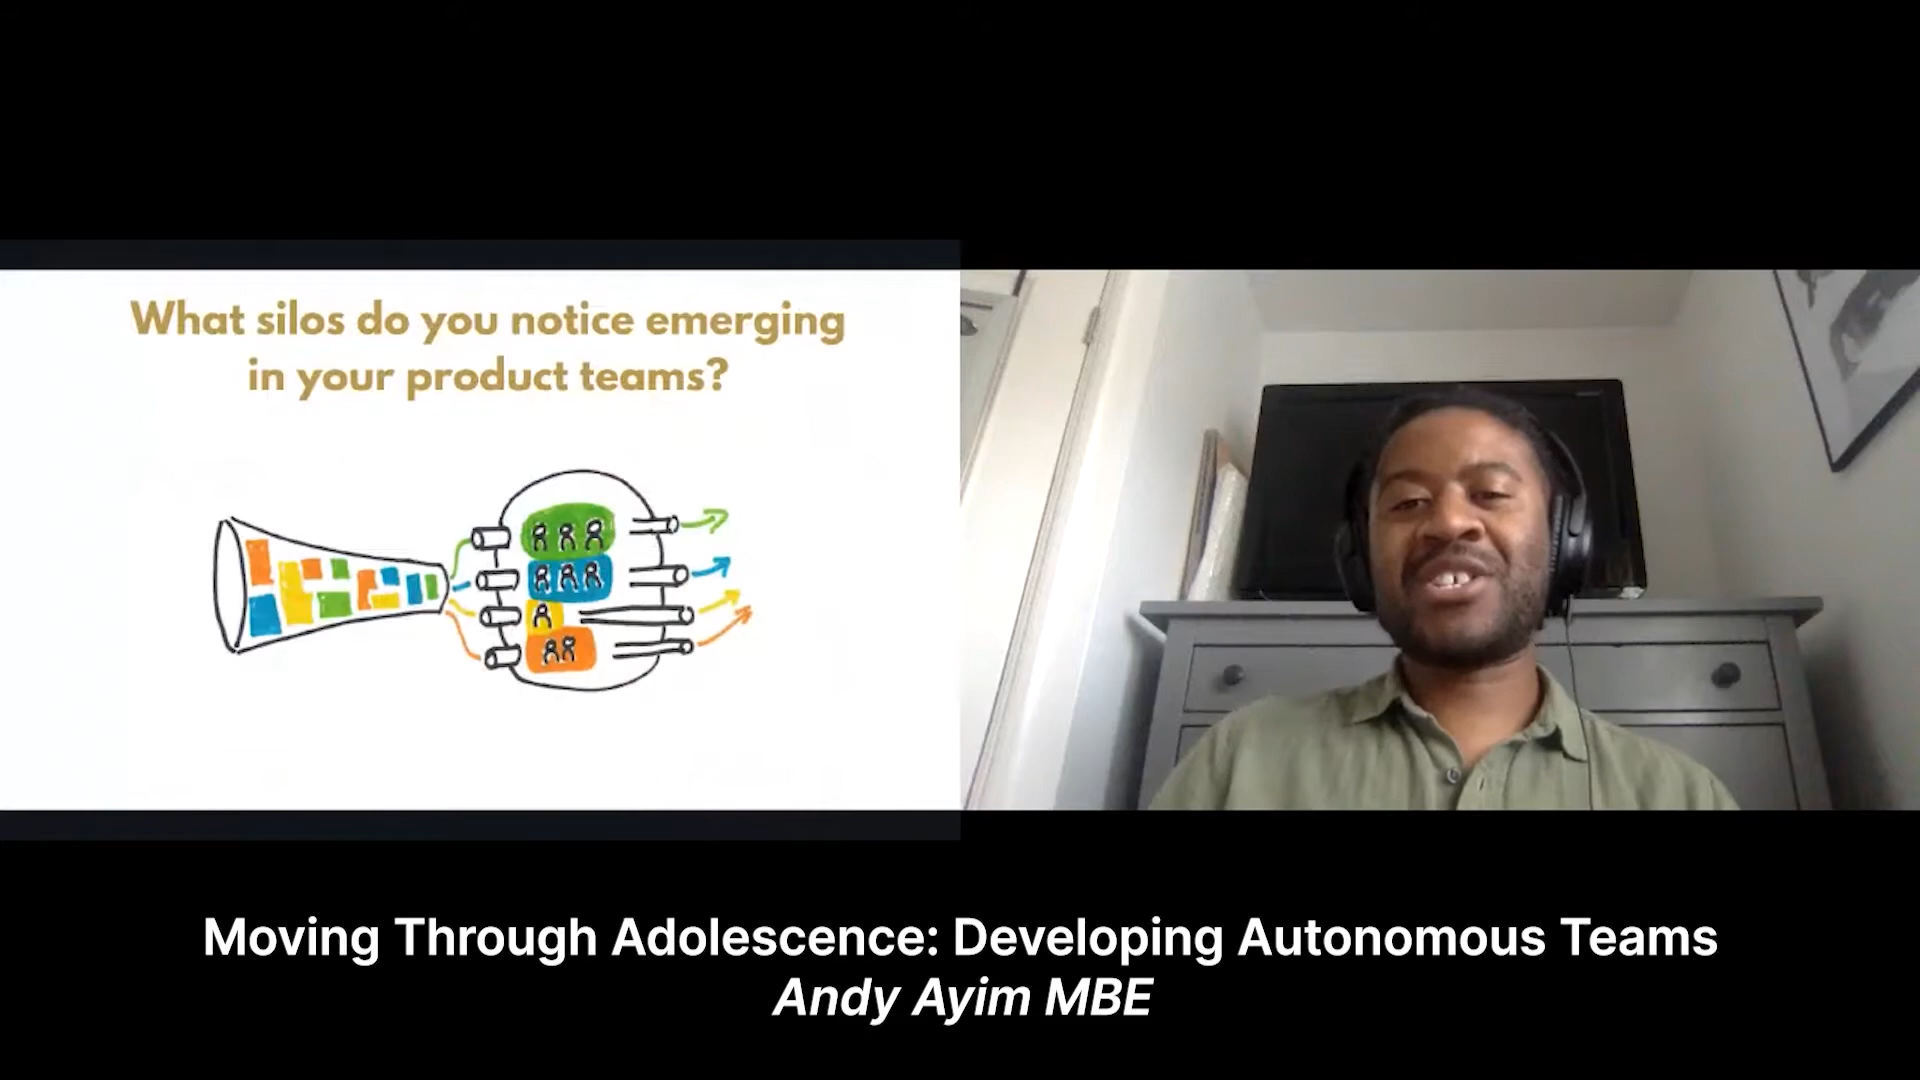 What silos do you notice emerging
in your product teams?
Moving Through Adolescence: Developing Autonomous Teams
Andy Ayim MBE